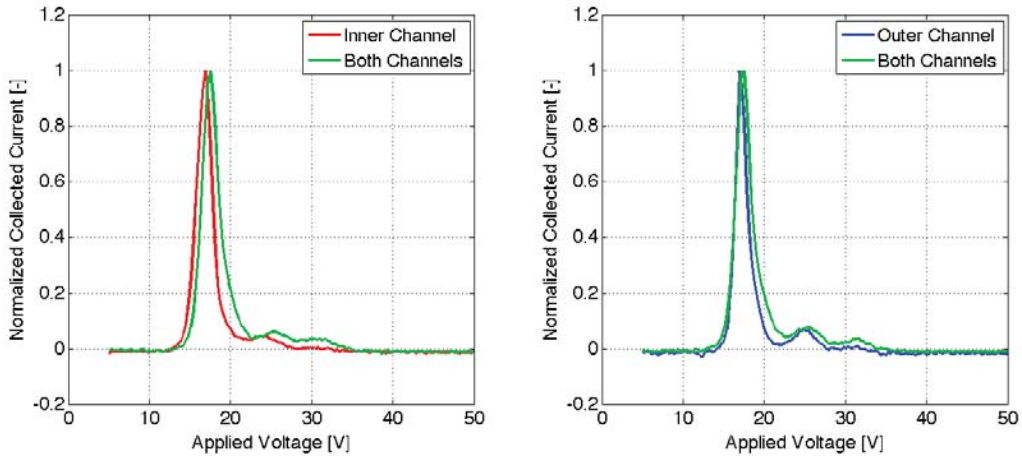 1.2
1
0.8
0.6
0.4
0.2
0
-0.2
0 10 20 30 40 50
Normalized Collected Current [-]
Applied Voltage [V]
Inner Channel
Both Channels
1.2
1
0.8
0.6
0.4
0.2
0
-0.2
0 10 20 30 40 50
Normalized Collected Current [-]
Applied Voltage [V]
Outer Channel
Both Channels